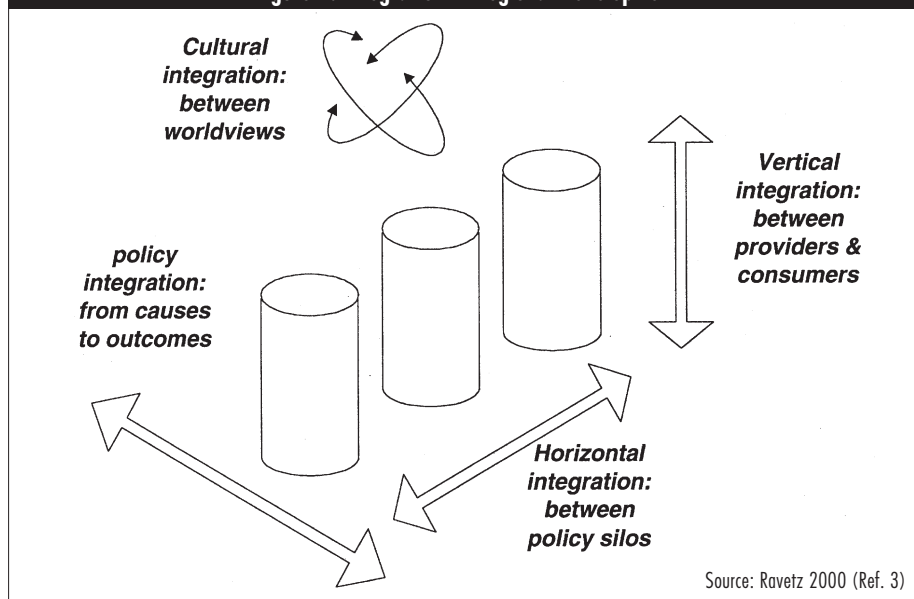 Cultural
integration:
between
worldviews
Vertical
integration:
between
providers &
consumers
policy
integration:
from causes
to outcomes
Horizontal
integration:
between
policy silos
Source: Ravetz 2000 (Ref. 3)